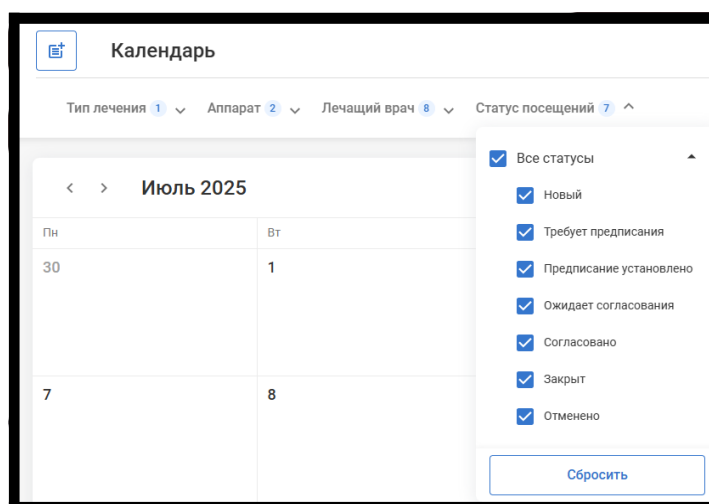 Календарь
Тип лечения 1 Аппарат 2 Лечащий врач 8 Статус посещений 7
Все статусы
Новый
Требует предписания
Предписание установлено
Ожидает согласования
Согласовано
Закрыт
Отменено
Сбросить
Июль 2025
Пн Вт
30 1
7 8